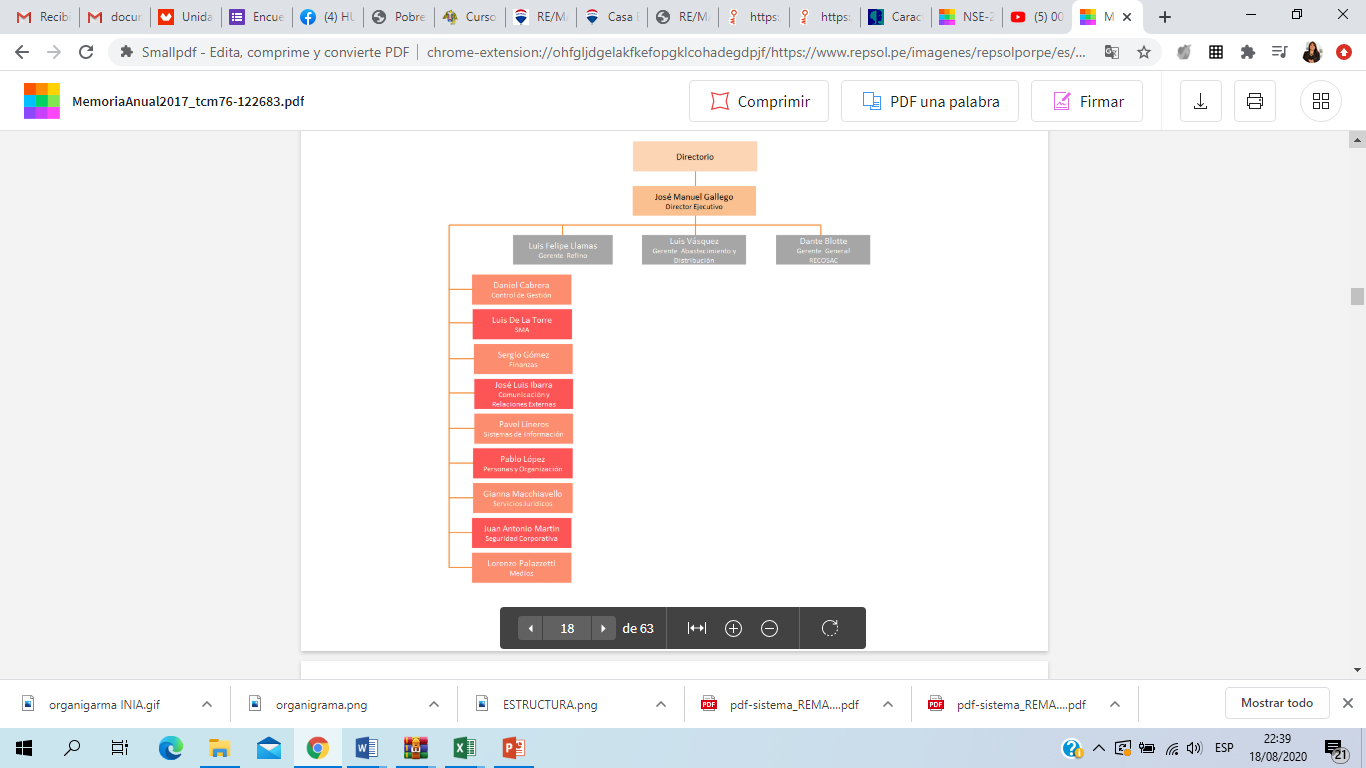 Recibi
docur
Unida
Encue
(4) HU
Pobre
Curso
RE/MA
Casa E
RE/MA
https:
https:
Carac
NSE-2
(5) 00
M
Smallpdf - Edita, comprime y convierte PDF
chrome-extension://ohfgljdgelakfkefopgklcohadegdpjf/https://www.repsol.pe/imagenes/repsolporpe/es/...
MemoriaAnual2017_tcm76-122683.pdf
Comprimir
PDF una palabra
Firmar
Directorio
José Manuel Gallego
Director Ejecutivo
Luis Felipe Llamas
Gerente Refino
Luis Vásquez
Gerente Abastecimiento y
Distribución
Dante Blotte
Gerente General
RECOSAC
Daniel Cabrera
Control de Gestión
Luis De La Torre
SMA
Sergio Gómez
Finanzas
José Luis Ibarra
Comunicación y
Relaciones Externas
Pavel Lineros
Sistemas de Información
Pablo López
Personas y Organización
Gianna Macchiavello
Servicios Jurídicos
Juan Antonio Martín
Seguridad Corporativa
Lorenzo Palazzetti
Medios
18
de 63
organigarma INIA.gif
organigrama.png
ESTRUCTURA.png
pdf-sistema_REMA....pdf
pdf-sistema_REMA....pdf
Mostrar todo
ESP
22:39
18/08/2020
21